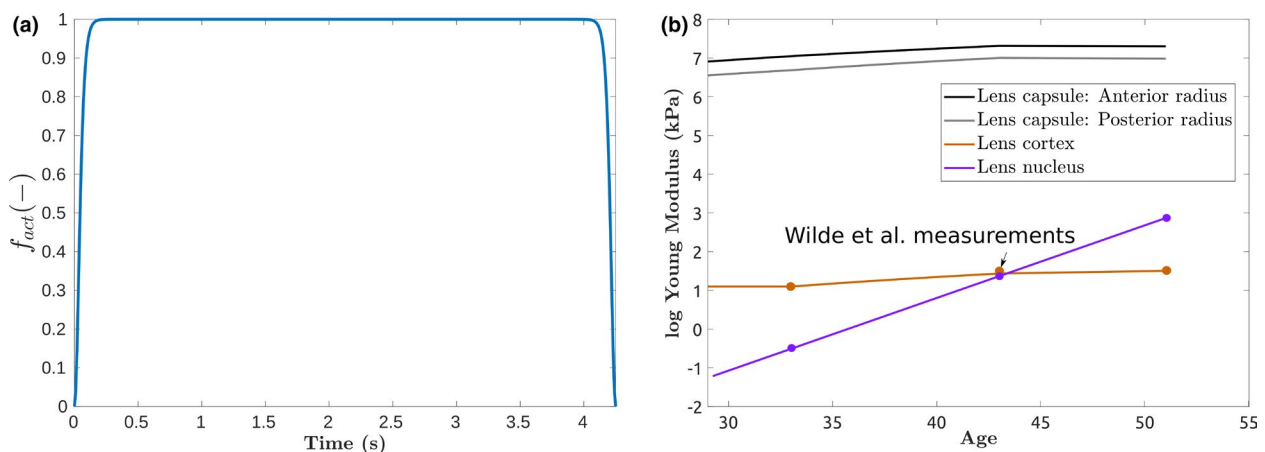 (a)
1
0.9
0.8
0.7
0.6
0.5
0.4
0.3
0.2
0.1
0
f_act(−)
0 0.5 1 1.5 2 2.5 3 3.5 4
Time (s)
(b)
8
7
6
5
4
3
2
1
0
-1
-2
log Young Modulus (kPa)
Lens capsule: Anterior radius
Lens capsule: Posterior radius
Lens cortex
Lens nucleus
Wilde et al. measurements
30 35 40 43 45 50 55
Age